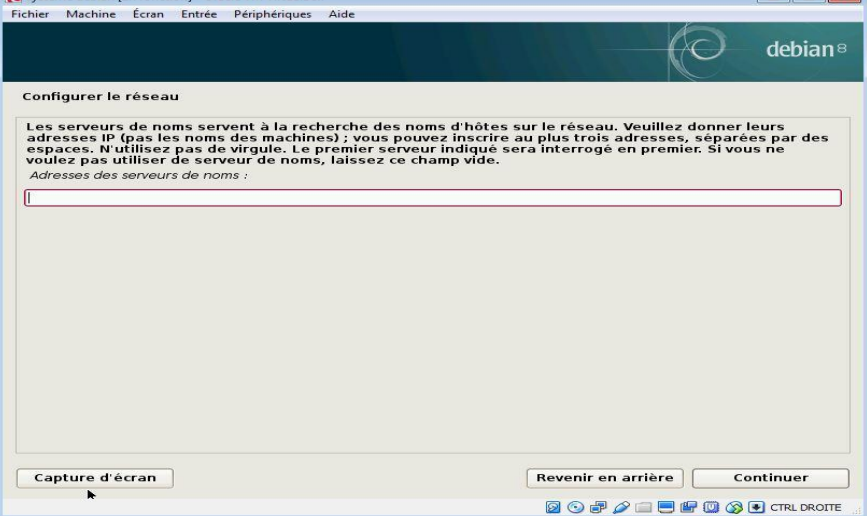 Fichier Machine Écran Entrée Périphériques Aide
debian 8
Configurer le réseau
Les serveurs de noms servent à la recherche des noms d'hôtes sur le réseau. Veuillez donner leurs
adresses IP (pas les noms des machines) ; vous pouvez inscrire au plus trois adresses, séparées par des
espaces. N'utilisez pas de virgule. Le premier serveur indiqué sera interrogé en premier. Si vous ne
voulez pas utiliser de serveur de noms, laissez ce champ vide.
Adresses des serveurs de noms :
Capture d'écran Revenir en arrière Continuer
CTRL DROITE